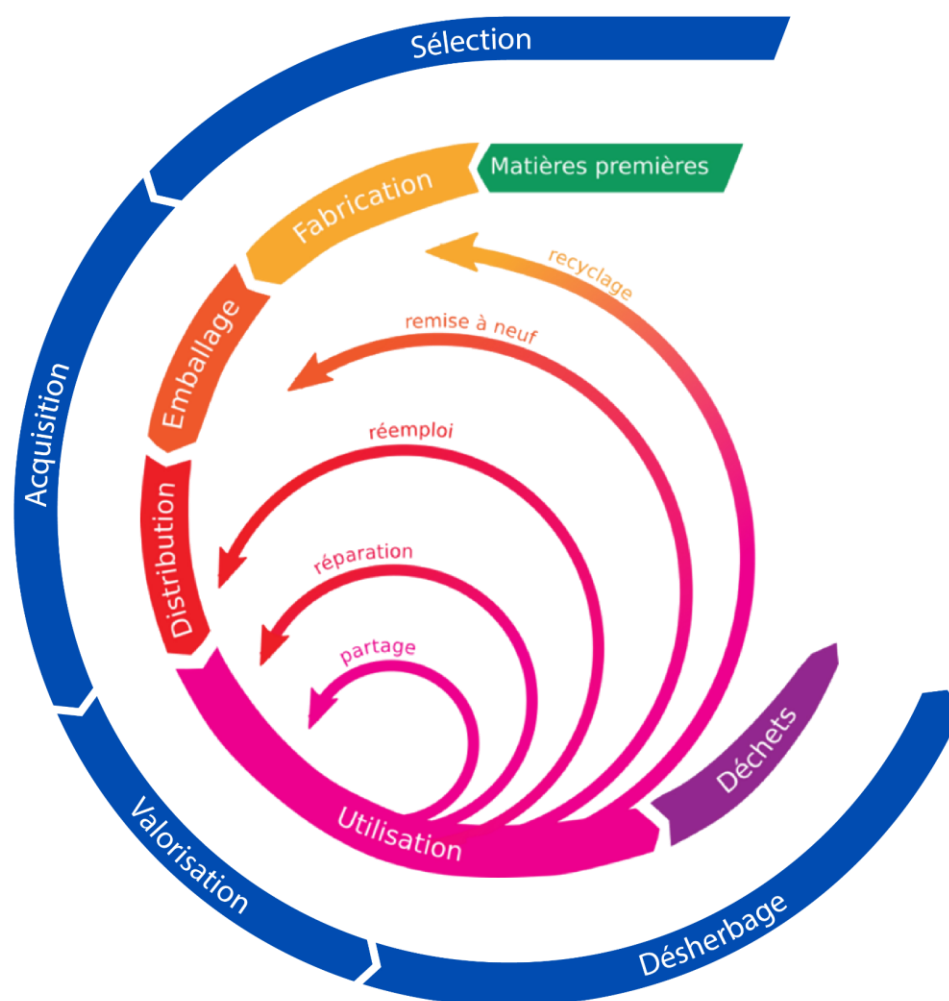 Sélection
Matières premières
Fabrication
recyclage
Emballage
remise à neuf
Acquisition
réemploi
Distribution
réparation
partage
Déchets
Utilisation
Valorisation
Désherbage